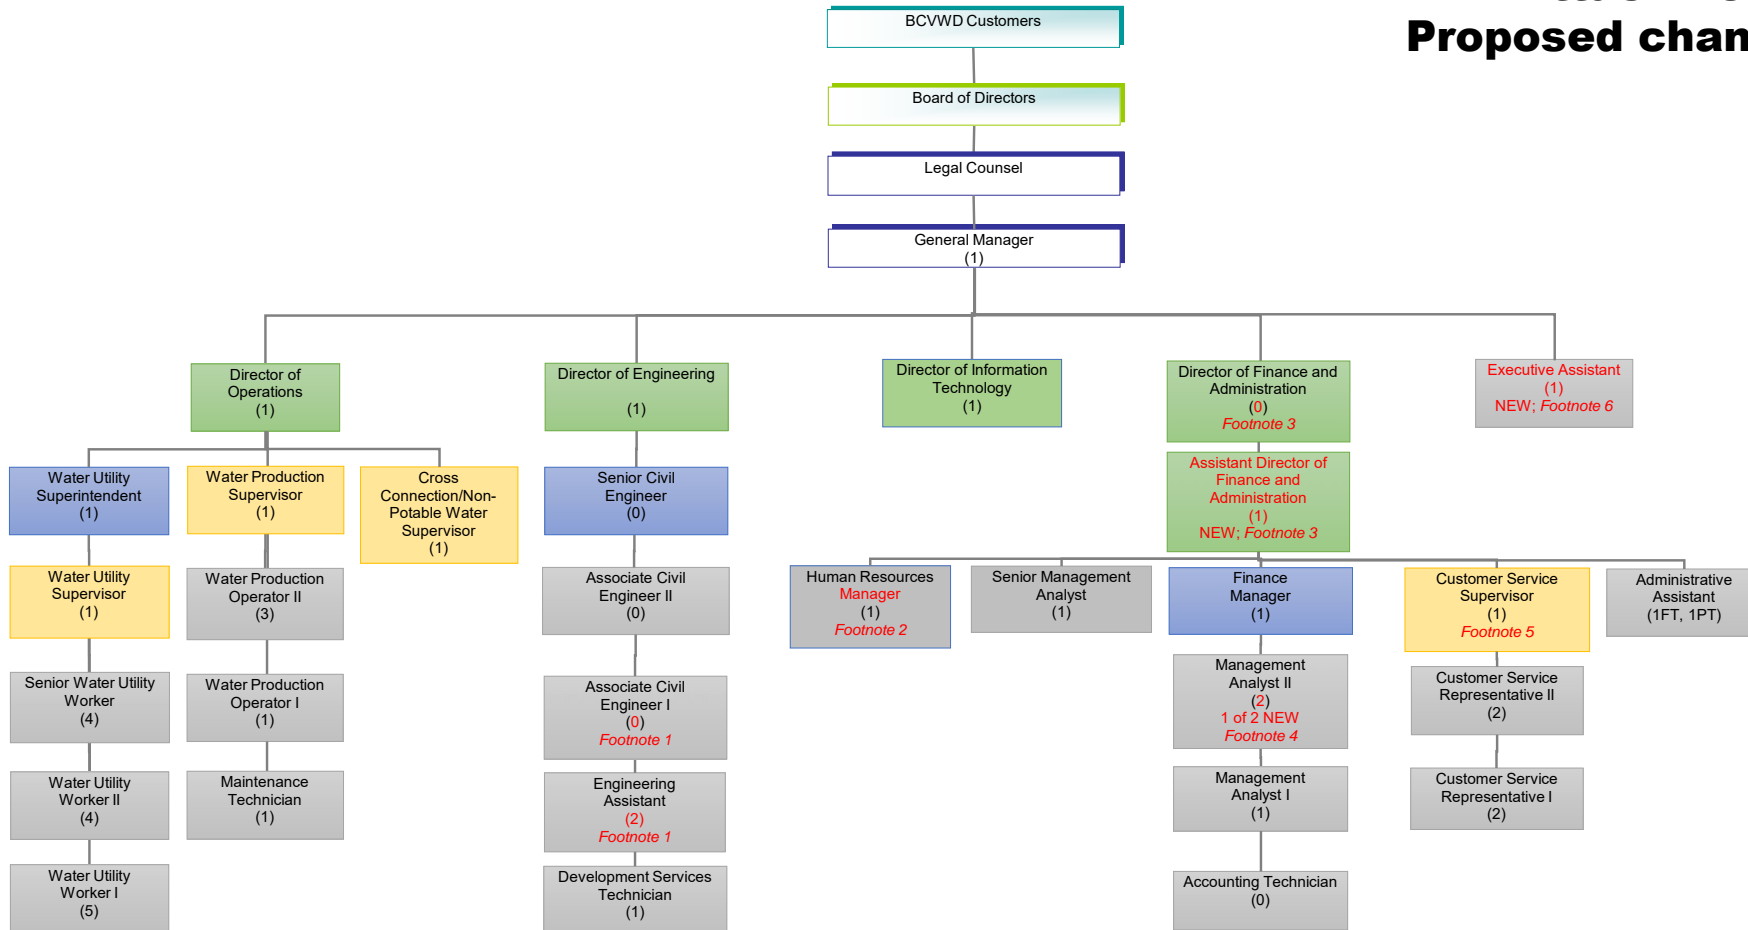 Proposed chan
BCVWD Customers
Board of Directors
Legal Counsel
General Manager
(1)
Director of
Operations
(1)
Director of Engineering
(1)
Director of Information
Technology
(1)
Director of Finance and
Administration
(0)
Footnote 3
Executive Assistant
(1)
NEW; Footnote 6
Assistant Director of
Finance and
Administration
(1)
NEW; Footnote 3
Water Utility
Superintendent
(1)
Water Production
Supervisor
(1)
Cross
Connection/Non-
Potable Water
Supervisor
(1)
Senior Civil
Engineer
(0)
Water Utility
Supervisor
(1)
Water Production
Operator II
(3)
Associate Civil
Engineer II
(0)
Human Resources
Manager
(1)
Footnote 2
Senior Management
Analyst
(1)
Finance
Manager
(1)
Customer Service
Supervisor
(1)
Footnote 5
Administrative
Assistant
(1FT, 1PT)
Senior Water Utility
Worker
(4)
Water Production
Operator I
(1)
Associate Civil
Engineer I
(0)
Footnote 1
Management
Analyst II
(2)
1 of 2 NEW
Footnote 4
Customer Service
Representative II
(2)
Water Utility
Worker II
(4)
Maintenance
Technician
(1)
Engineering
Assistant
(2)
Footnote 1
Management
Analyst I
(1)
Customer Service
Representative I
(2)
Water Utility
Worker I
(5)
Development Services
Technician
(1)
Accounting Technician
(0)